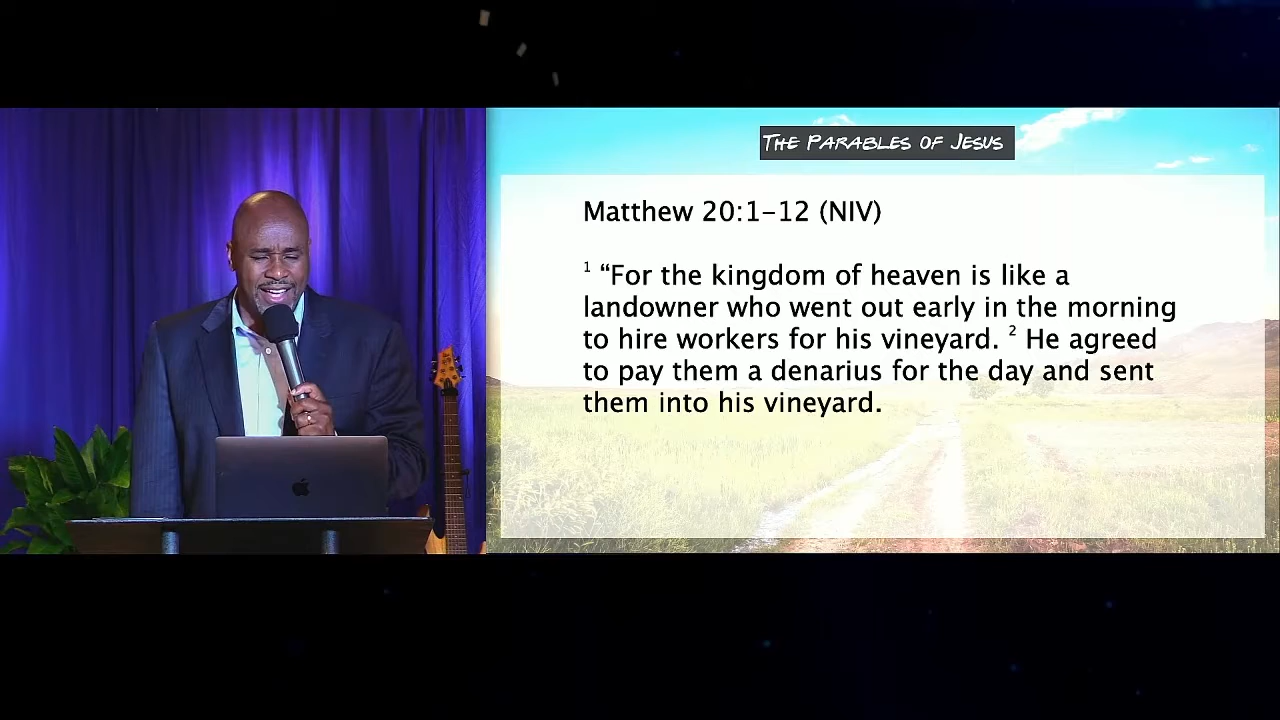 THE PARABLES OF JESUS
Matthew 20:1–12 (NIV)
1 “For the kingdom of heaven is like a
landowner who went out early in the morning
to hire workers for his vineyard. 2 He agreed
to pay them a denarius for the day and sent
them into his vineyard.